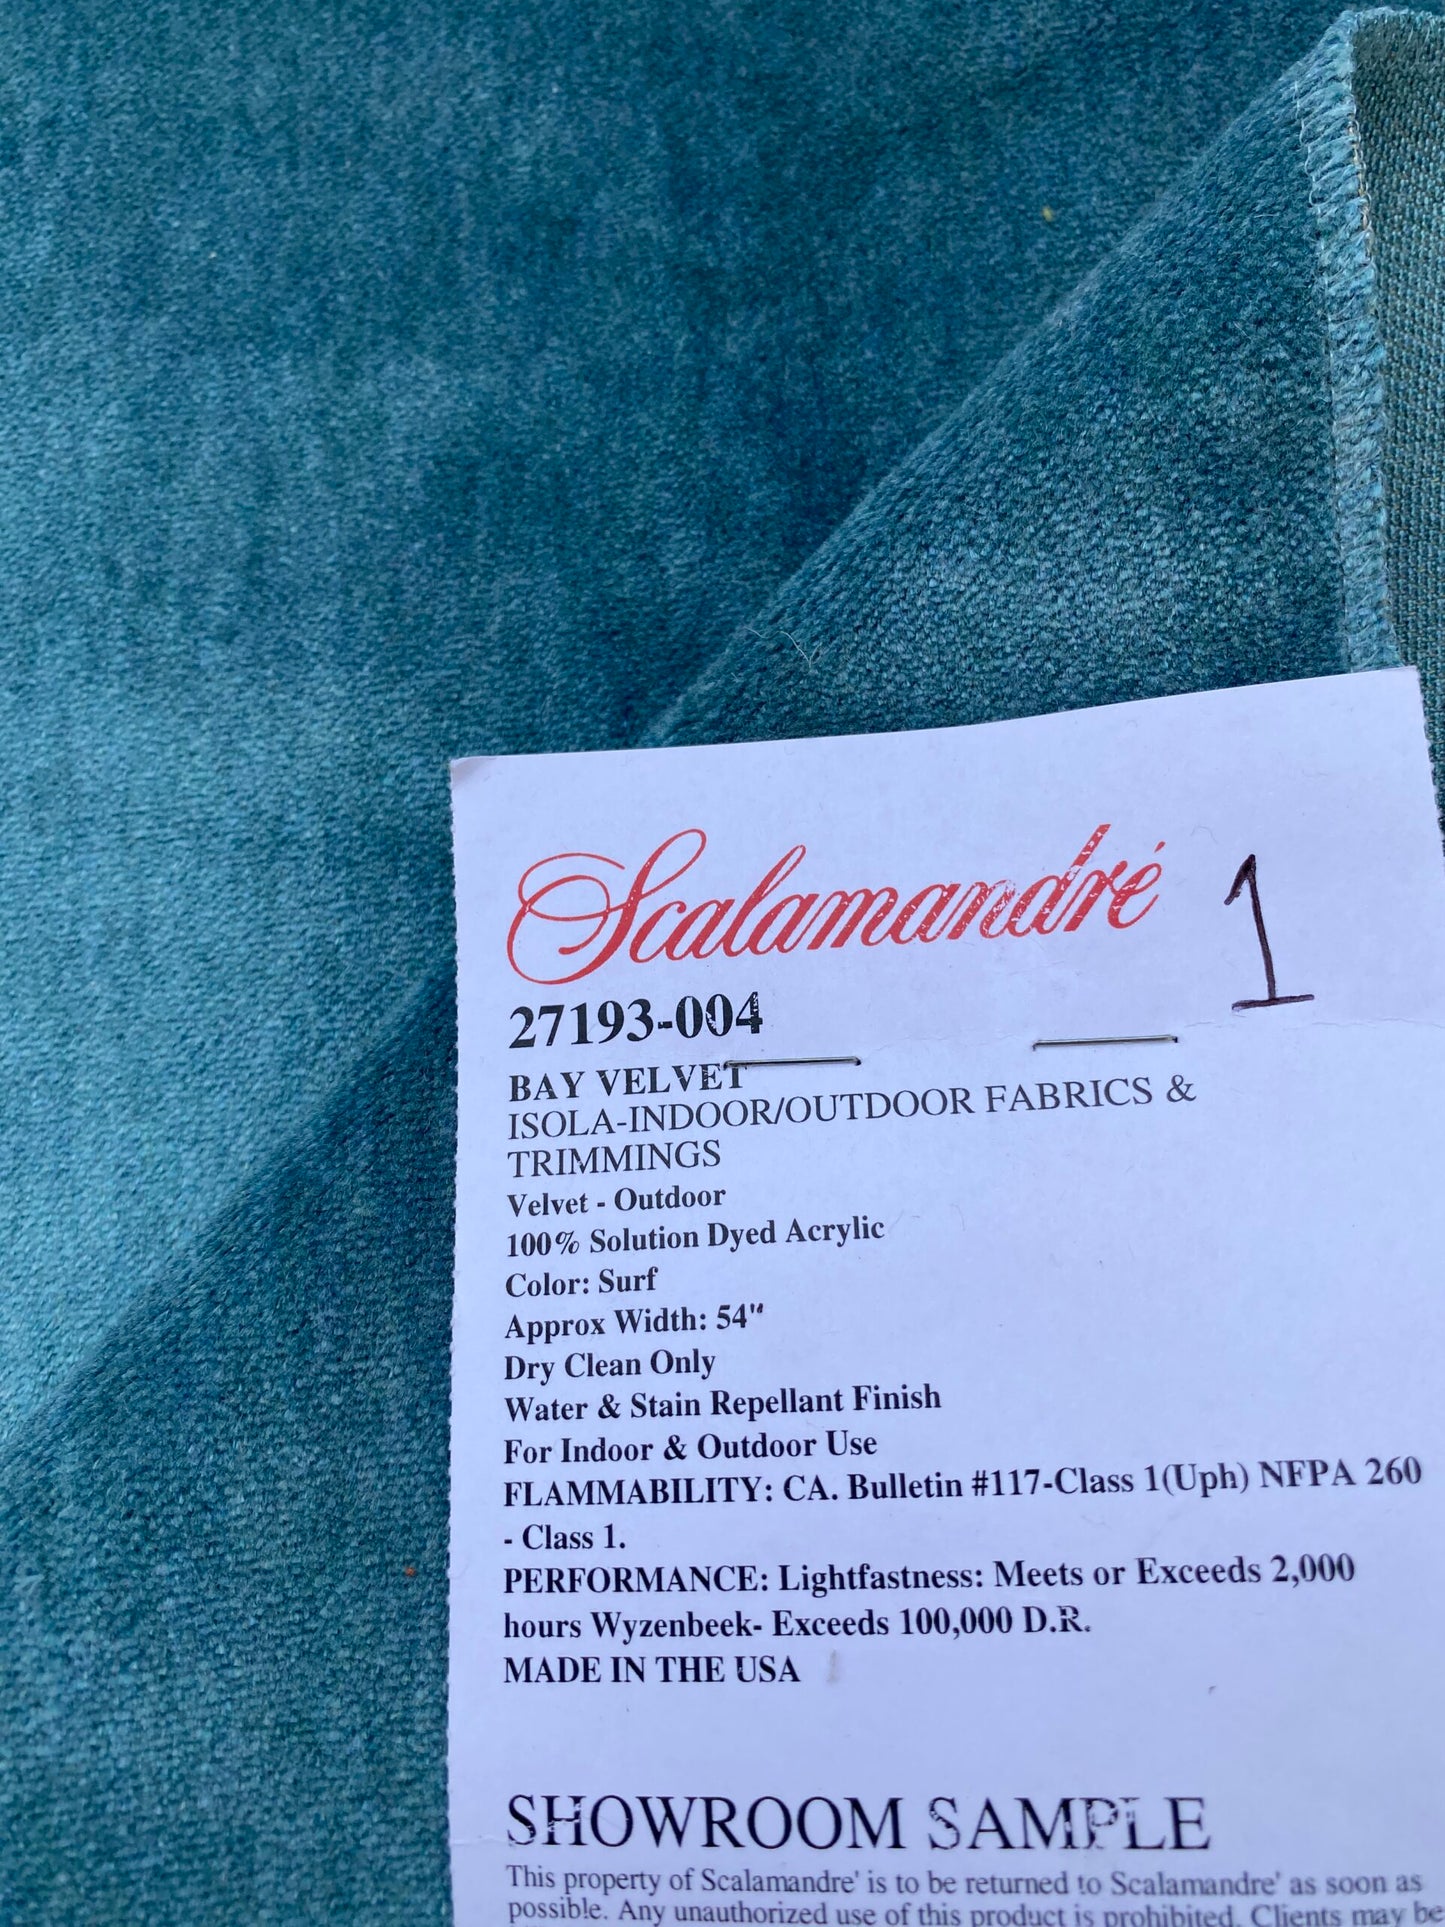 Scalamandré
1
27193-004
BAY VELVET
ISOLA-INDOOR/OUTDOOR FABRICS &
TRIMMINGS
Velvet - Outdoor
100% Solution Dyed Acrylic
Color: Surf
Approx Width: 54"
Dry Clean Only
Water & Stain Repellant Finish
For Indoor & Outdoor Use
FLAMMABILITY: CA. Bulletin #117-Class 1(Uph) NFPA 260
- Class 1.
PERFORMANCE: Lightfastness: Meets or Exceeds 2,000
hours Wyzenbeek- Exceeds 100,000 D.R.
MADE IN THE USA
SHOWROOM SAMPLE
This property of Scalamandre' is to be returned to Scalamandre' as soon as
possible. Any unauthorized use of this product is prohibited. Clients may be